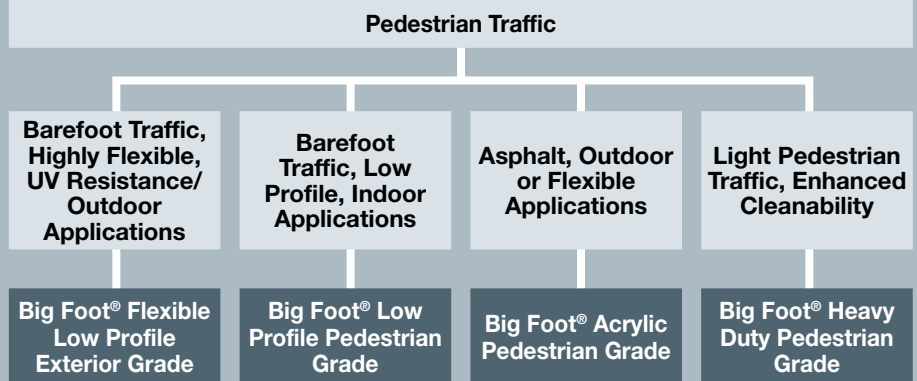 Pedestrian Traffic
Barefoot Traffic,
Highly Flexible,
UV Resistance/
Outdoor
Applications
Barefoot
Traffic, Low
Profile, Indoor
Applications
Asphalt, Outdoor
or Flexible
Applications
Light Pedestrian
Traffic, Enhanced
Cleanability
Big Foot® Flexible
Low Profile
Exterior Grade
Big Foot® Low
Profile Pedestrian
Grade
Big Foot® Acrylic
Pedestrian Grade
Big Foot® Heavy
Duty Pedestrian
Grade